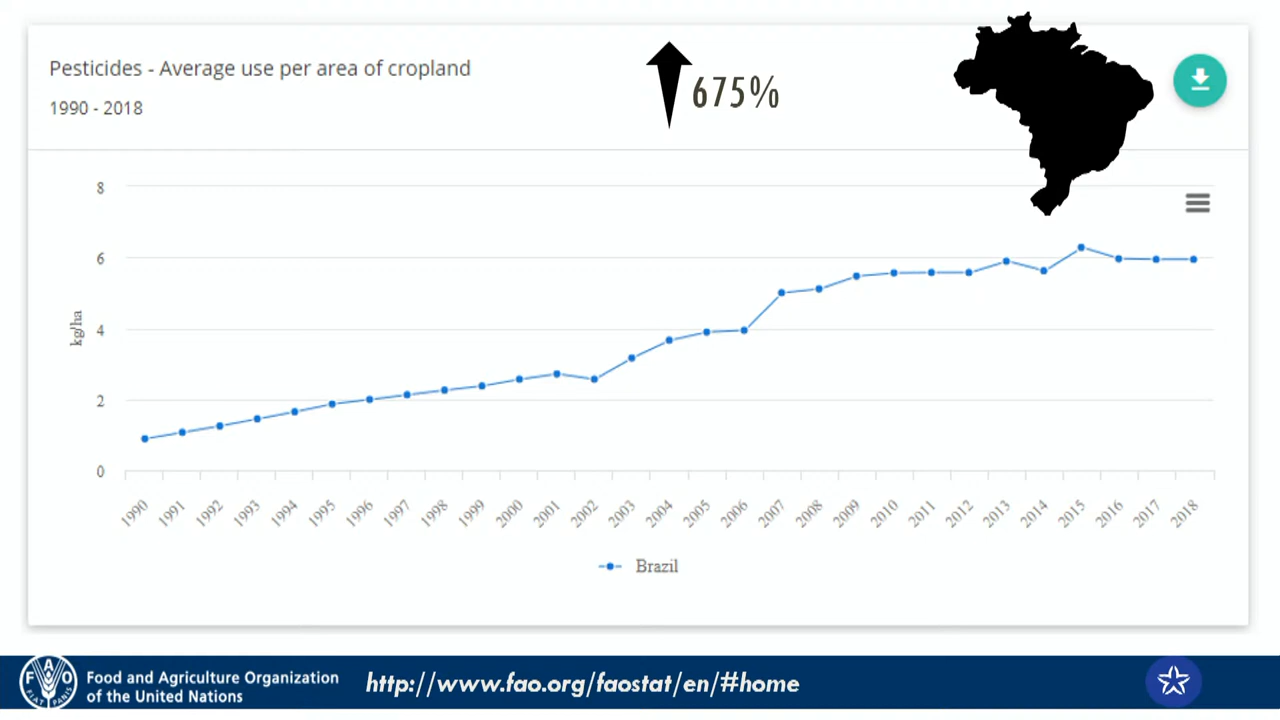 Pesticides - Average use per area of cropland
1990 - 2018
675%
8
6
4
2
0
kg/ha
1990 1991 1992 1993 1994 1995 1996 1997 1998 1999 2000 2001 2002 2003 2004 2005 2006 2007 2008 2009 2010 2011 2012 2013 2014 2015 2016 2017 2018
Brazil
F A O
FIAT PANIS
Food and Agriculture Organization
of the United Nations
http://www.fao.org/faostat/en/#home